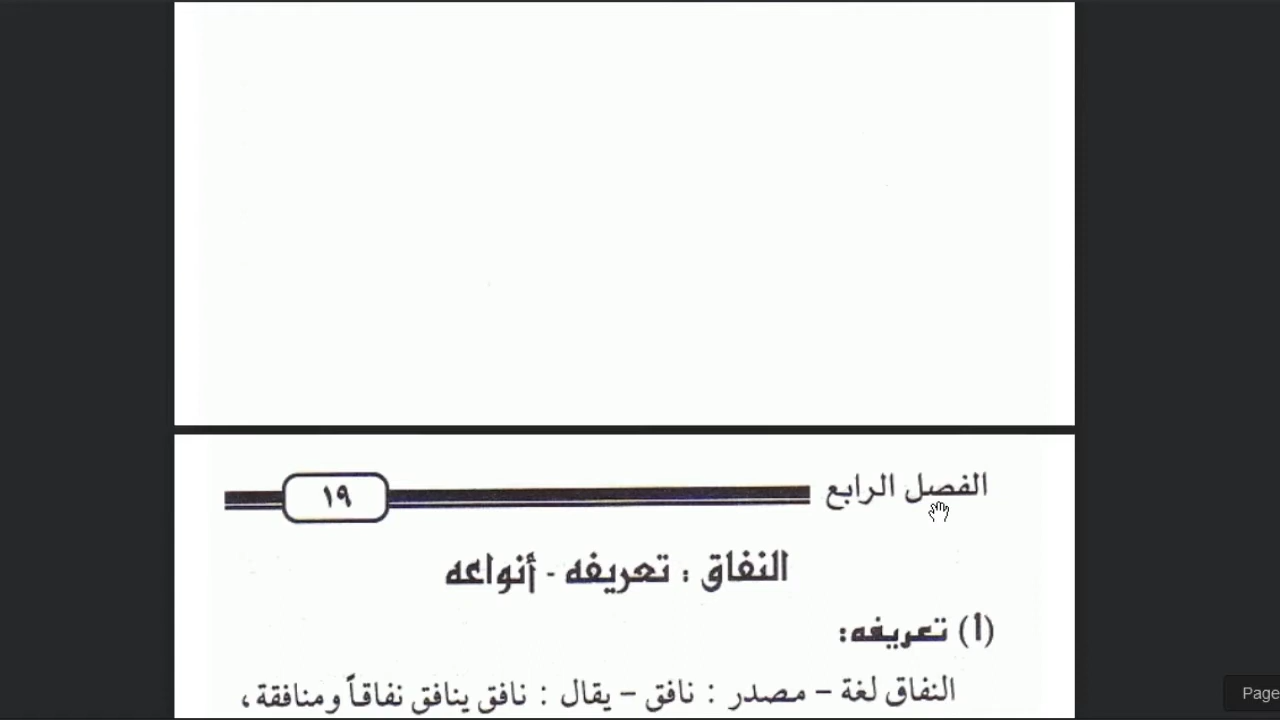 الفصل الرابع
١٩
النفاق : تعريفه - أنواعه
(أ) تعريفه:
النفاق لغة – مصدر : نافق – يقال : نافق ينافق نفاقاً ومنافقة،
Page